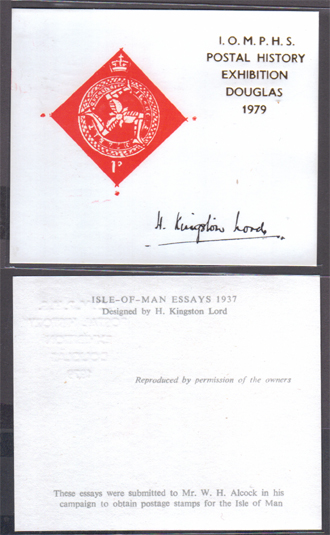 I.O.M.P.H.S.
POSTAL HISTORY
EXHIBITION
DOUGLAS
1979
1D
H. Kingston Lord
ISLE-OF-MAN ESSAYS 1937
Designed by H. Kingston Lord
Reproduced by permission of the owners
These essays were submitted to Mr. W. H. Alcock in his
campaign to obtain postage stamps for the Isle of Man